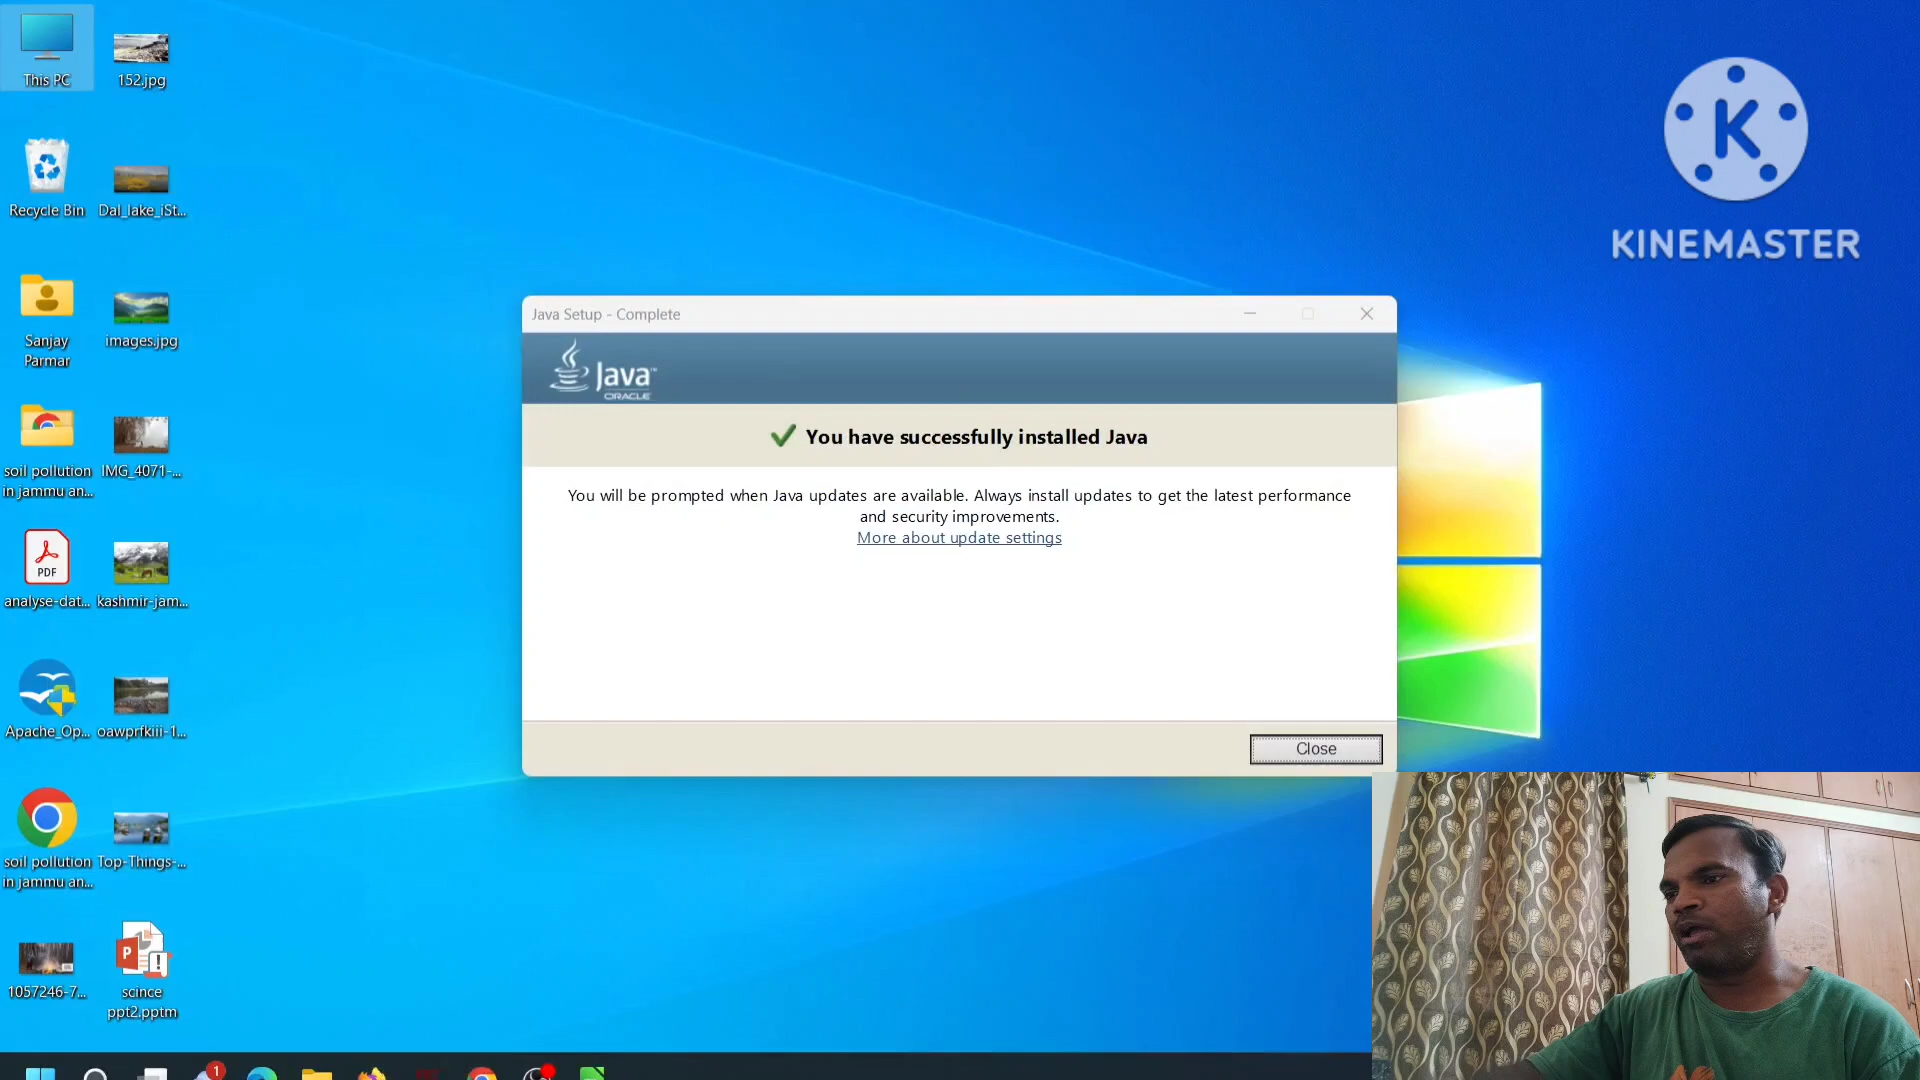 This PC
152.jpg
Recycle Bin
Dal_lake_iSt...
Sanjay
Parmar
images.jpg
soil pollution
in jammu an...
IMG_4071-...
PDF
analyse-dat...
kashmir-jam...
Apache_Op...
oawprfkiii-1...
soil pollution
in jammu an...
Top-Things-...
1057246-7...
P
scince
ppt2.pptm
K
KINEMASTER
Java Setup - Complete
Java™
ORACLE
You have successfully installed Java
You will be prompted when Java updates are available. Always install updates to get the latest performance
and security improvements.
More about update settings
Close
1